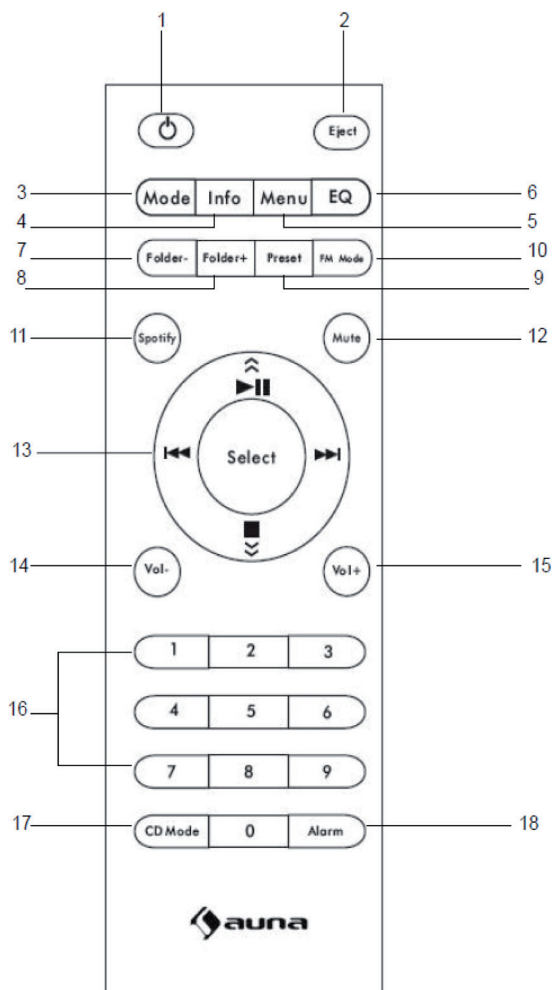 1 2
Eject
3 Mode Info Menu EQ 6
4 5
7 Folder- Folder+ Preset FM Mode 10
8 9
11 Spotify Mute 12
13 Select
14 Vol- Vol+ 15
1 2 3
16
4 5 6
7 8 9
17 CD Mode 0 Alarm 18
auna